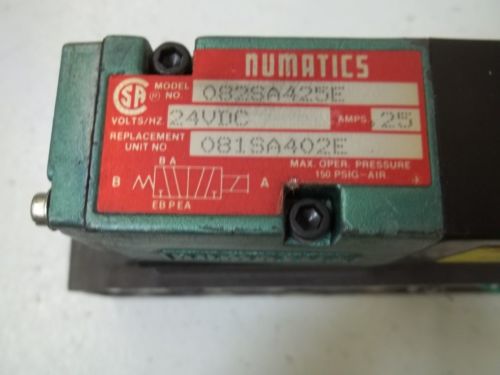 NUMATICS
SA ® MODEL NO. 082SA425E
VOLTS/HZ. 24VDC AMPS. .25
REPLACEMENT UNIT NO 081SA402E
MAX. OPER. PRESSURE
150 PSIG-AIR
B A
B A
EB P EA